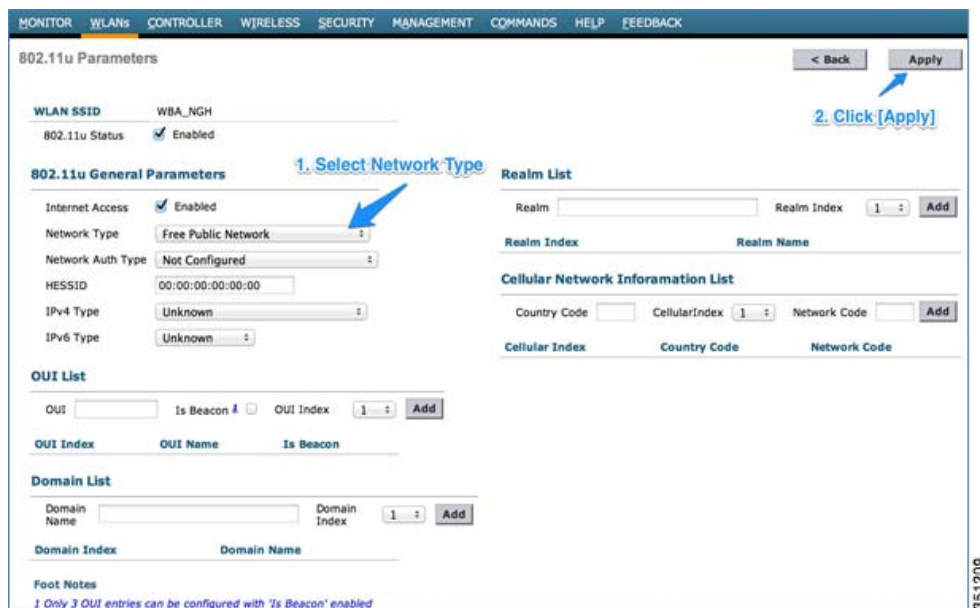 MONITOR WLANs CONTROLLER WIRELESS SECURITY MANAGEMENT COMMANDS HELP FEEDBACK
802.11u Parameters
< Back Apply
2. Click [Apply]
WLAN SSID WBA_NGH
802.11u Status Enabled
1. Select Network Type
802.11u General Parameters
Internet Access Enabled
Network Type Free Public Network
Network Auth Type Not Configured
HESSID 00:00:00:00:00:00
IPv4 Type Unknown
IPv6 Type Unknown
OUI List
OUI Is Beacon 1 OUI Index 1 Add
OUI Index OUI Name Is Beacon
Domain List
Domain Name Domain Index 1 Add
Domain Index Domain Name
Foot Notes
1 Only 3 OUI entries can be configured with 'Is Beacon' enabled
Realm List
Realm Realm Index 1 Add
Realm Index Realm Name
Cellular Network Inforamation List
Country Code CellularIndex 1 Network Code Add
Cellular Index Country Code Network Code